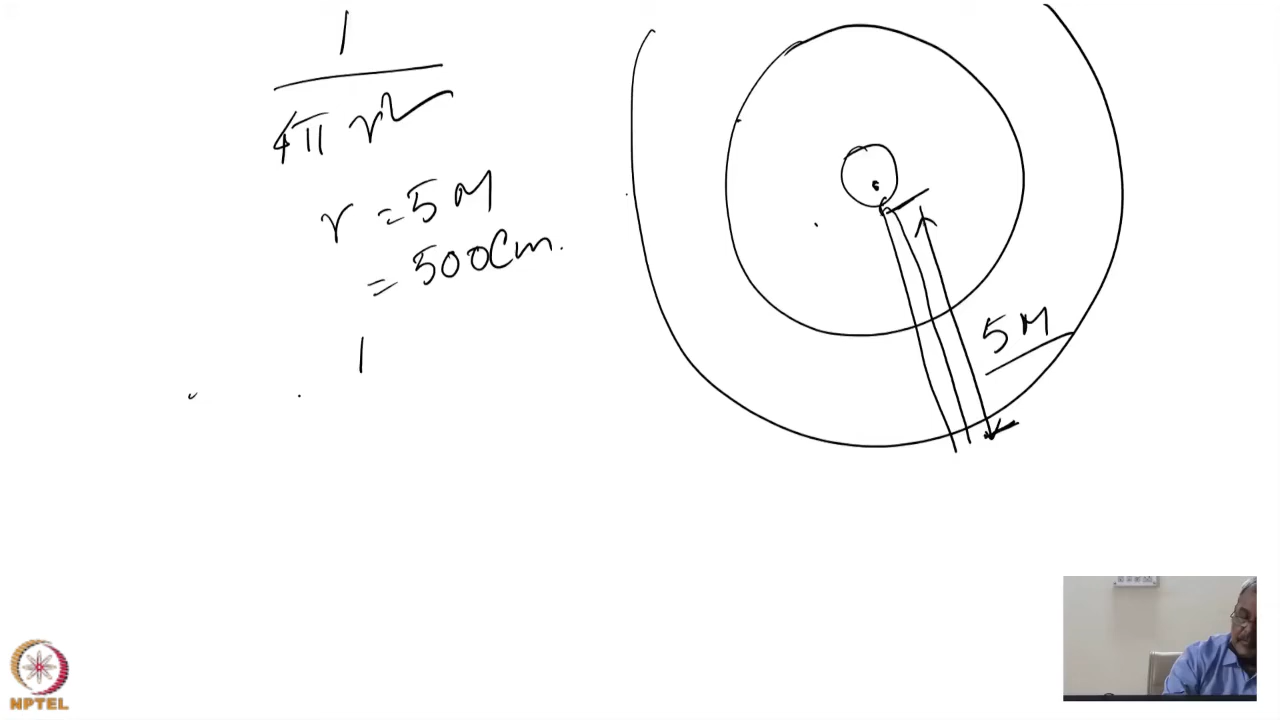 1
4π r²
r = 5 M
= 500 Cm.
1
5 M
NPTEL